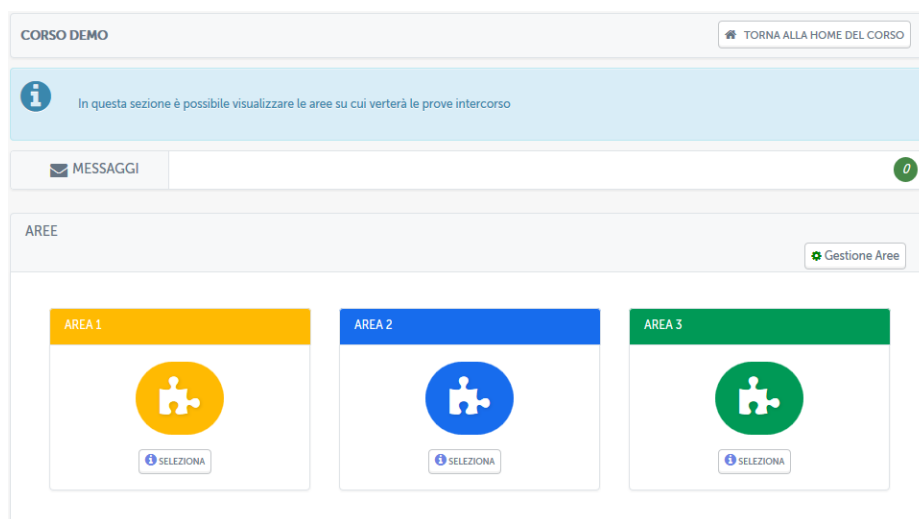 CORSO DEMO
TORNA ALLA HOME DEL CORSO
In questa sezione è possibile visualizzare le aree su cui verterà le prove intercorso
MESSAGGI
0
AREE
Gestione Aree
AREA 1
AREA 2
AREA 3
SELEZIONA
SELEZIONA
SELEZIONA